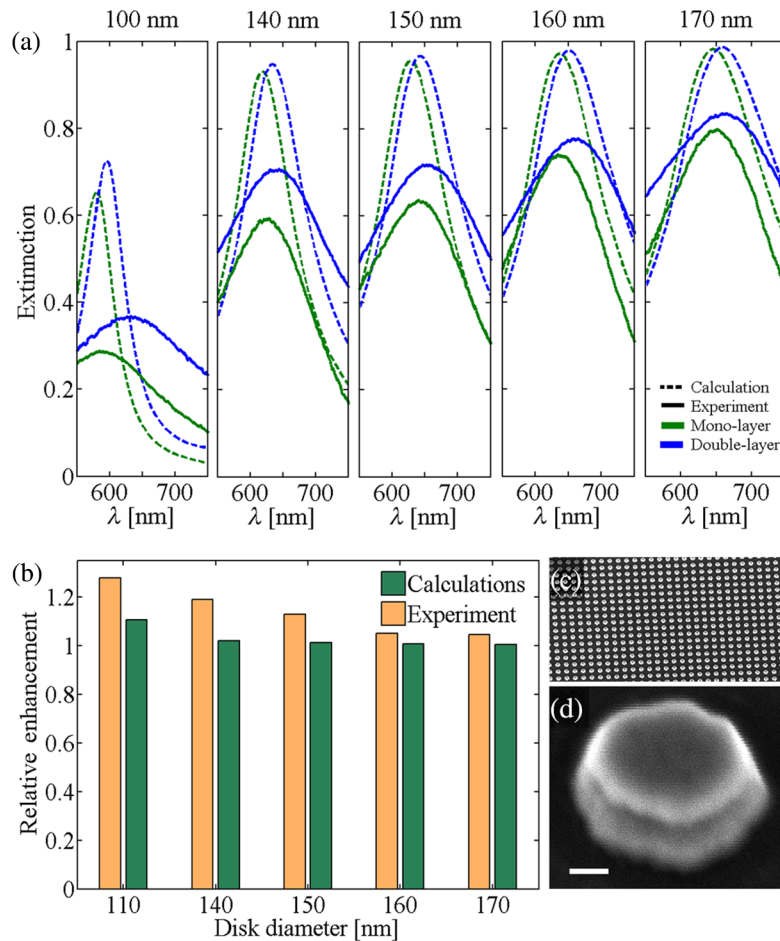 100 nm 140 nm 150 nm 160 nm 170 nm
(a)
1
0.8
0.6
0.4
0.2
0
Extinnction
600 700 600 700 600 700 600 700 600 700
λ [nm] λ [nm] λ [nm] λ [nm] λ [nm]
Calculation
Experiment
Mono-layer
Double-layer
(b)
1.2
1
0.8
0.6
0.4
0.2
0
Relative enhancement
Calculations
Experiment
110 140 150 160 170
Disk diameter [nm]
(c)
(d)